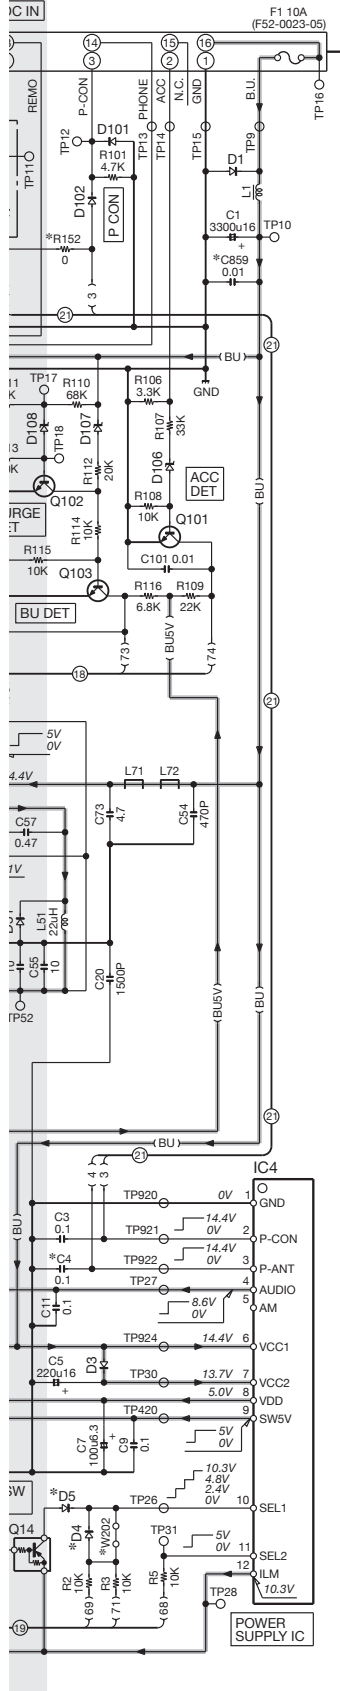 DC IN
F1 10A
(F52-0023-05)
14
15
16
3
2
1
REMO
P-CON
PHONE
ACC
N.C.
GND
B.U.
TP16
TP12
D101
TP13
TP14
TP15
TP9
TP11
R101
4.7K
D1
D102
P CON
L1
C1
3300u16
+
TP10
*R152
0
*C859
0.01
3
21
21
(BU)
GND
TP17
R110
68K
R106
3.3K
D108
TP18
D107
R107
33K
R112
20K
D106
ACC
DET
(BU)
Q102
R108
10K
Q101
URGE
R114
10K
R115
10K
Q103
C101 0.01
BU DET
R116
6.8K
R109
22K
(73)
(BU5V)
(74)
18
21
5V
0V
4.4V
L71
L72
C73
4.7
C54
470P
C57
0.47
1V
L51
22uH
C55
10
C20
1500P
(BU5V)
(BU)
TP52
21
(BU)
21
4
3
IC4
(BU)
TP920
0V
1
GND
C3
0.1
TP921
14.4V
0V
2
P-CON
*C4
0.1
TP922
14.4V
0V
3
P-ANT
TP27
4
AUDIO
C11
0.1
8.6V
0V
5
AM
TP924
14.4V
6
VCC1
C5
220u16
+
D3
TP30
13.7V
7
VCC2
5.0V
8
VDD
TP420
9
SW5V
C7
100u6.3
+
C9
0.1
5V
0V
10.3V
4.8V
2.4V
0V
SW
*D5
TP26
10
SEL1
Q14
*D4
*W202
TP31
5V
0V
11
SEL2
R2
10K
R3
10K
R5
10K
12
ILM
10.3V
(69)
(71)
(68)
TP28
19
POWER
SUPPLY IC